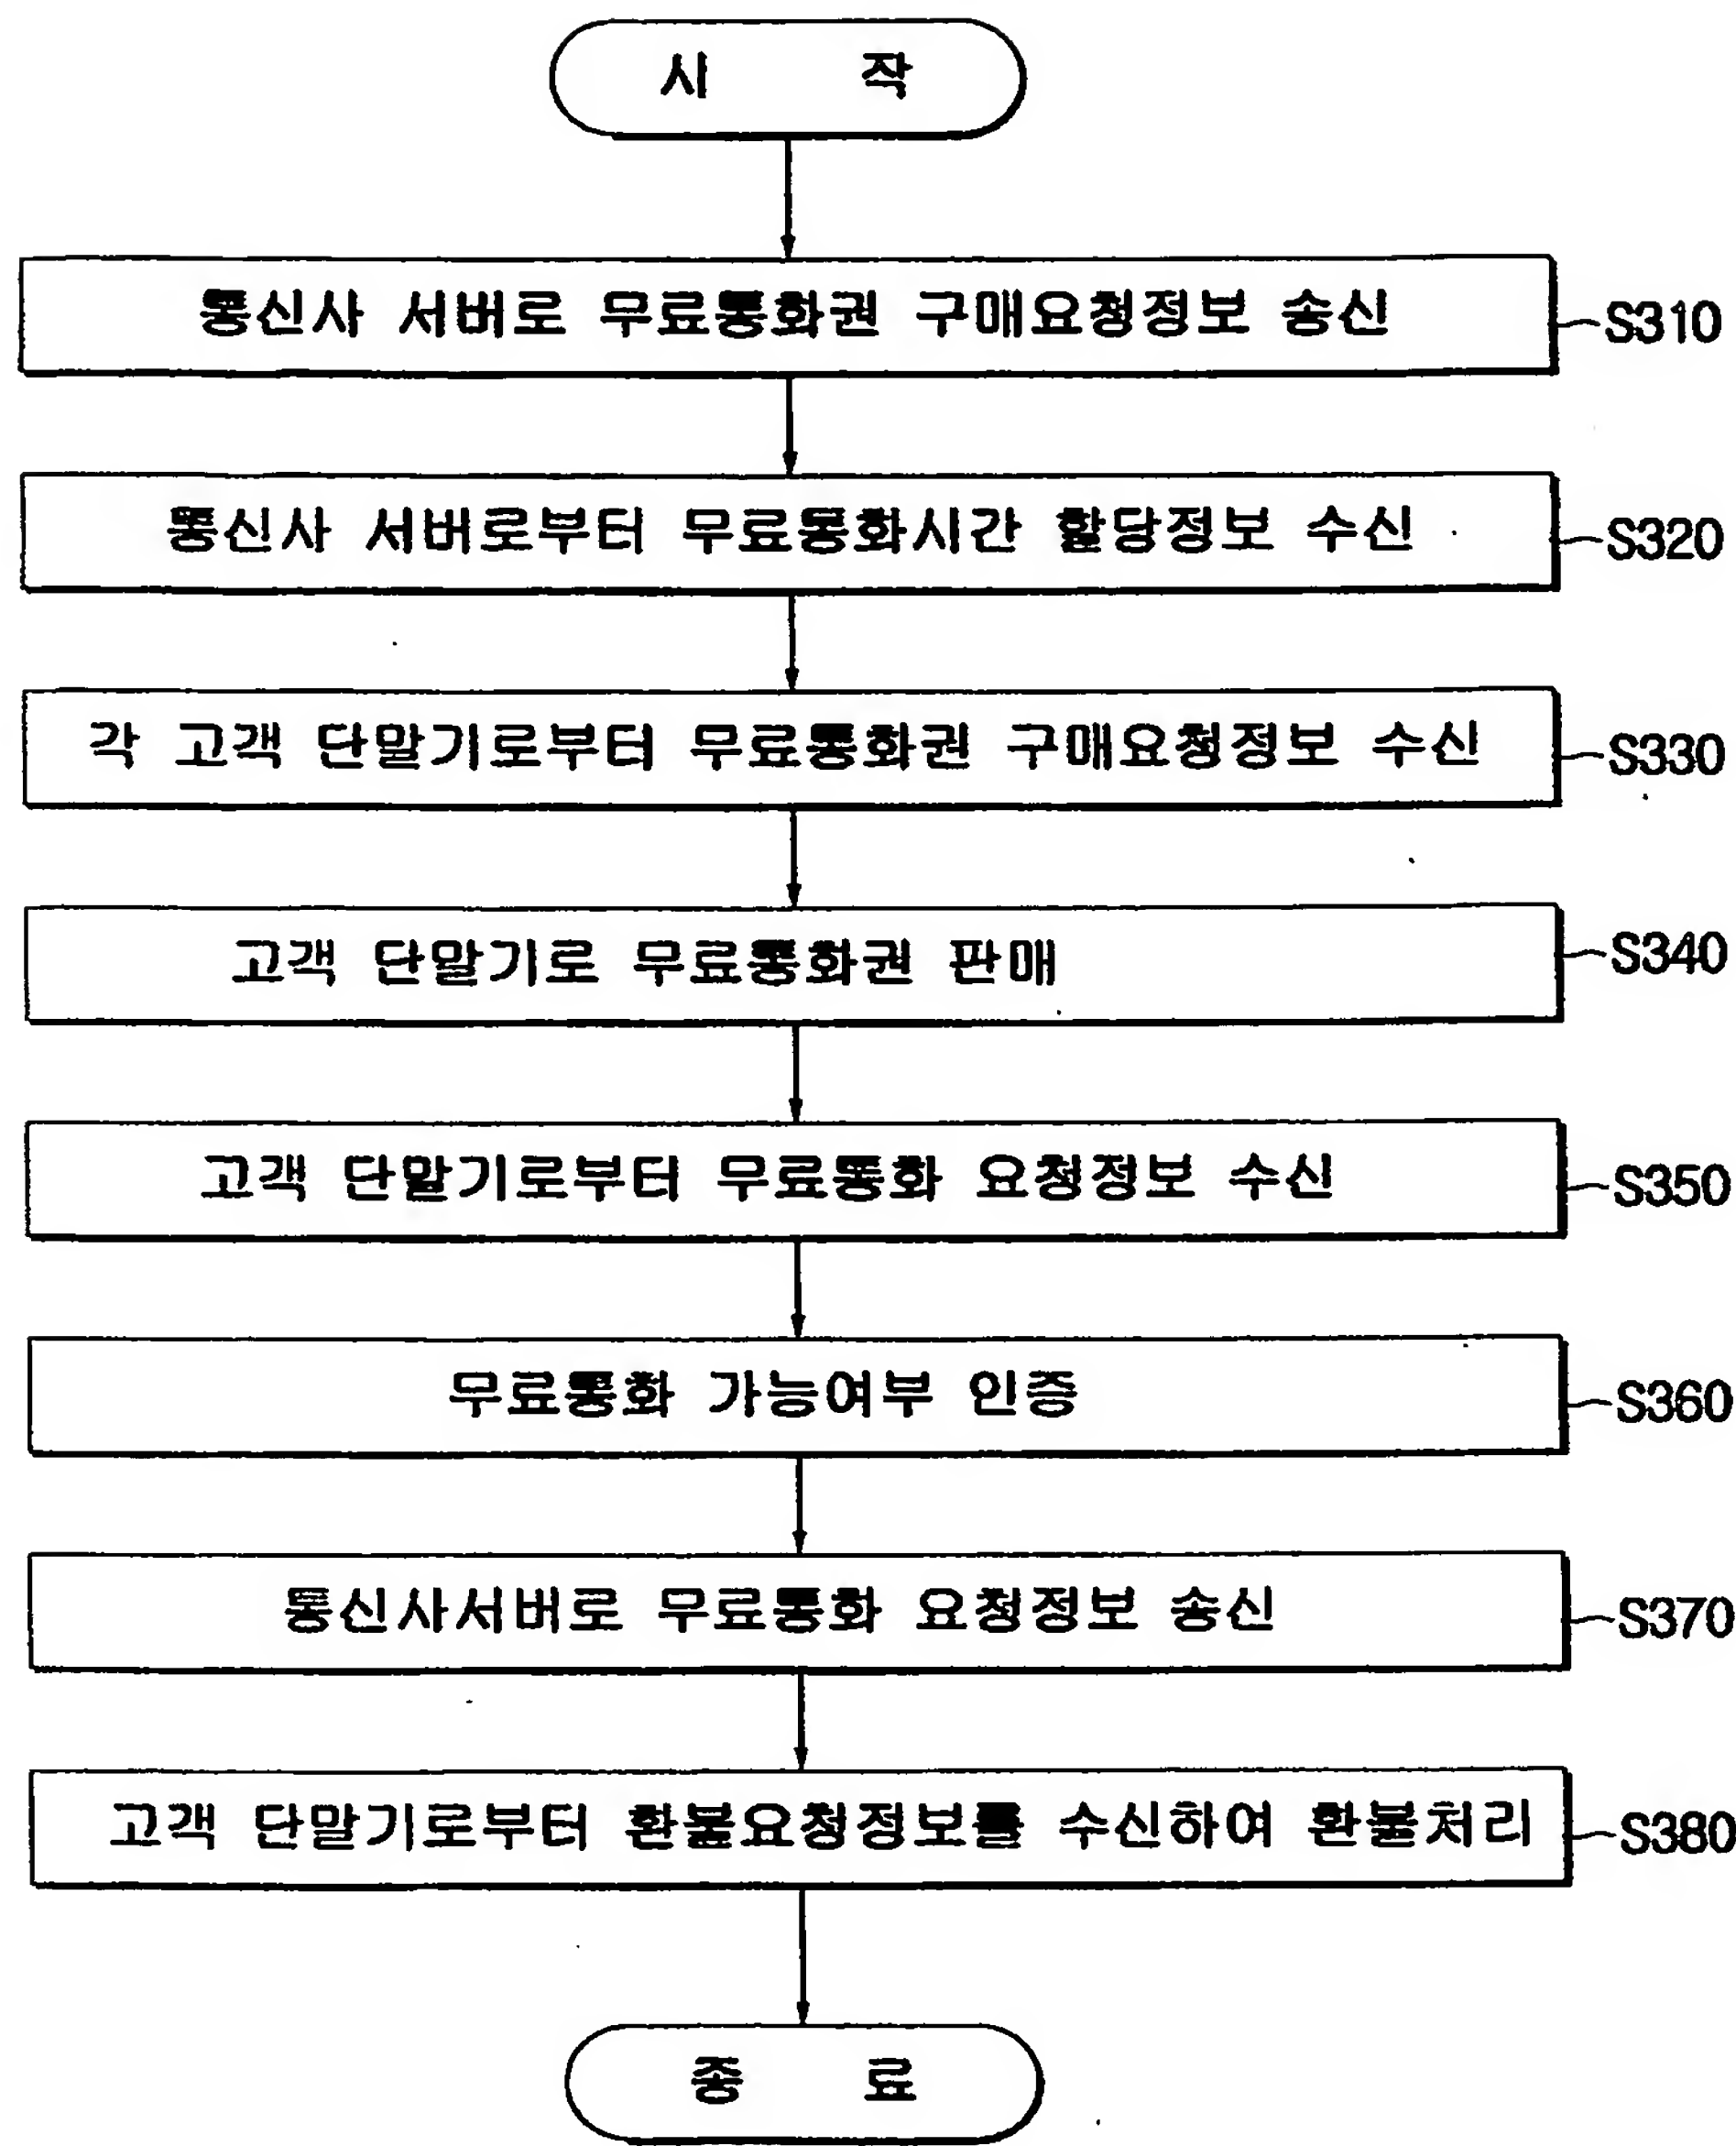 시 작
통신사 서버로 무료통화권 구매요청정보 송신
S310
통신사 서버로부터 무료통화시간 할당정보 수신
S320
각 고객 단말기로부터 무료통화권 구매요청정보 수신
S330
고객 단말기로 무료통화권 판매
S340
고객 단말기로부터 무료통화 요청정보 수신
S350
무료통화 가능여부 인증
S360
통신사서버로 무료통화 요청정보 송신
S370
고객 단말기로부터 환불요청정보를 수신하여 환불처리
S380
종 료